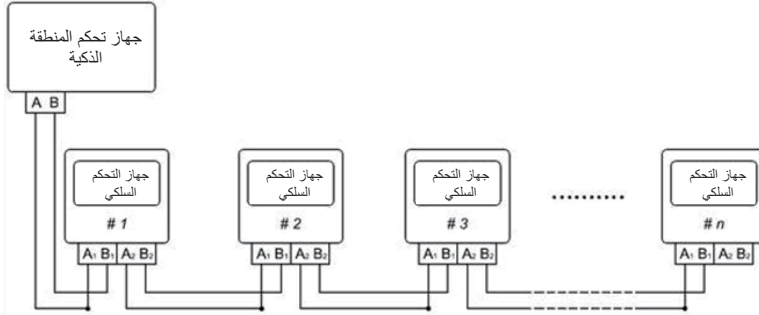 جهاز تحكم المنطقة
الذكية
A B
جهاز التحكم
السلكي
# 1
A₁ B₁ A₂ B₂
جهاز التحكم
السلكي
# 2
A₁ B₁ A₂ B₂
جهاز التحكم
السلكي
# 3
A₁ B₁ A₂ B₂
..........
جهاز التحكم
السلكي
# n
A₁ B₁ A₂ B₂